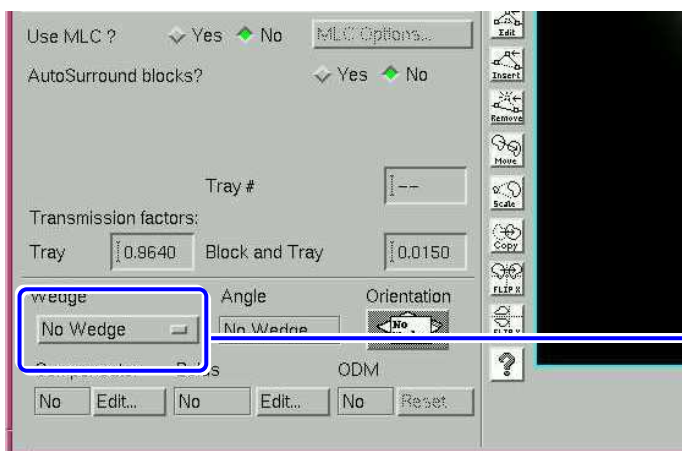 Use MLC ? Yes No MLC Options...
AutoSurround blocks? Yes No
Tray # --
Transmission factors:
Tray 0.9640 Block and Tray 0.0150
Wedge Angle Orientation
No Wedge No Wedge No
ODM
No Edit... No Edit... No Reset
Edit
Insert
Remove
Move
Scale
Copy
FLIP X
FLIP Y
?